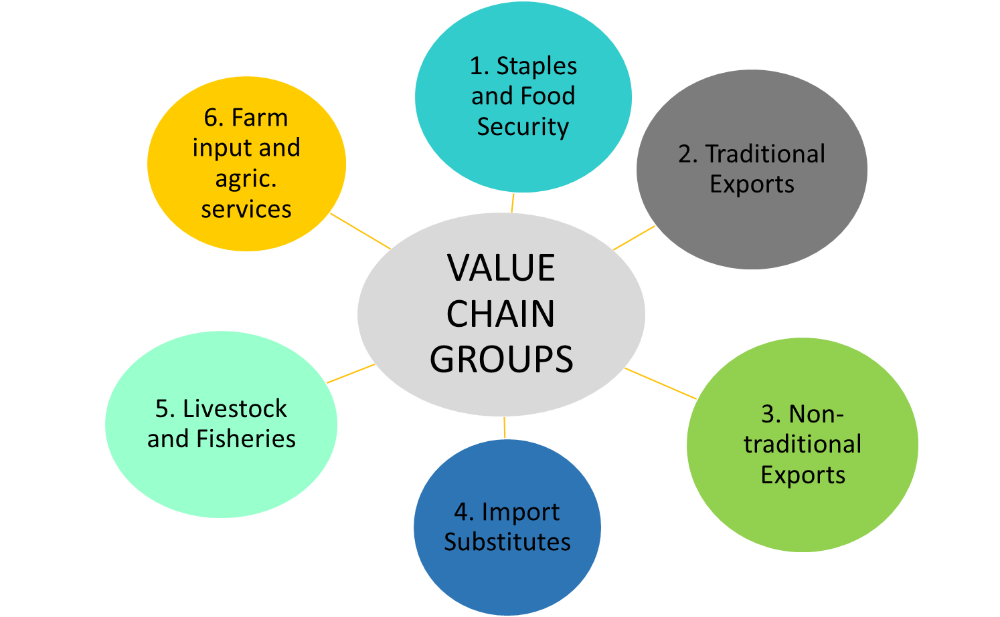 1. Staples
and Food
Security
2. Traditional
Exports
3. Non-
traditional
Exports
4. Import
Substitutes
5. Livestock
and Fisheries
6. Farm
input and
agric.
services
VALUE
CHAIN
GROUPS